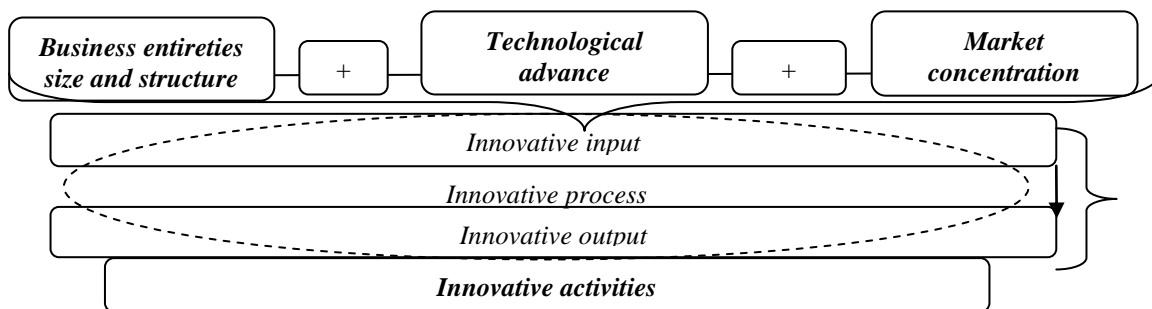 Business entireties
size and structure
+
Technological
advance
+
Market
concentration
Innovative input
Innovative process
Innovative output
Innovative activities